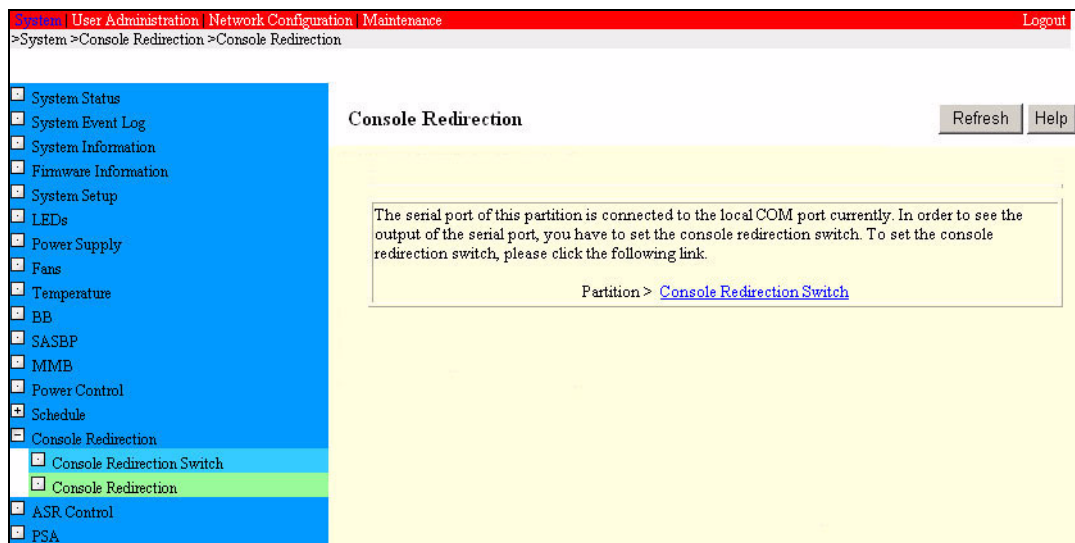 System | User Administration | Network Configuration | Maintenance Logout
>System >Console Redirection >Console Redirection
System Status
System Event Log
System Information
Firmware Information
System Setup
LEDs
Power Supply
Fans
Temperature
BB
SASBP
MMB
Power Control
Schedule
Console Redirection
Console Redirection Switch
Console Redirection
ASR Control
PSA
Console Redirection
Refresh Help
The serial port of this partition is connected to the local COM port currently. In order to see the
output of the serial port, you have to set the console redirection switch. To set the console
redirection switch, please click the following link.
Partition > Console Redirection Switch